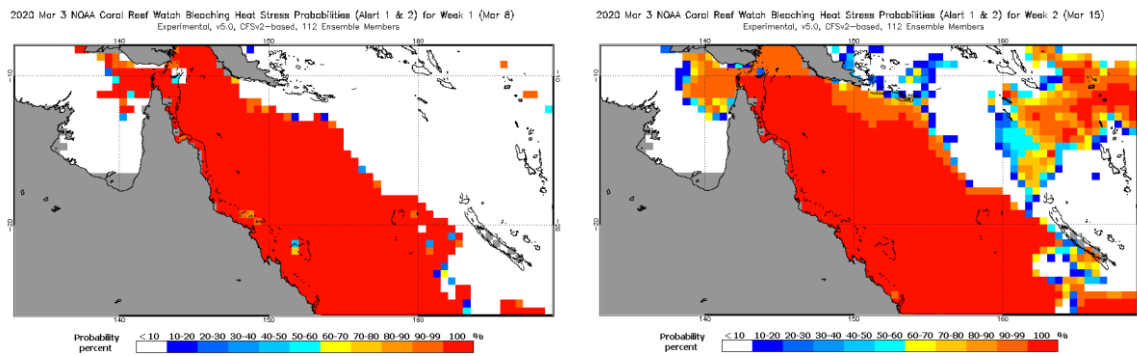 2020 Mar 3 NOAA Coral Reef Watch Bleaching Heat Stress Probabilities (Alert 1 & 2) for Week 1 (Mar 8)
Experimental, v5.0, CFSv2-based, 112 Ensemble Members
150
160
-10
-10
-20
-20
140
150
160
Probability percent
<10 10-20 20-30 30-40 40-50 50-60 60-70 70-80 80-90 90-99 100 %
2020 Mar 3 NOAA Coral Reef Watch Bleaching Heat Stress Probabilities (Alert 1 & 2) for Week 2 (Mar 15)
Experimental, v5.0, CFSv2-based, 112 Ensemble Members
140
150
160
-10
-10
-20
-20
140
150
160
Probability percent
<10 10-20 20-30 30-40 40-50 50-60 60-70 70-80 80-90 90-99 100 %